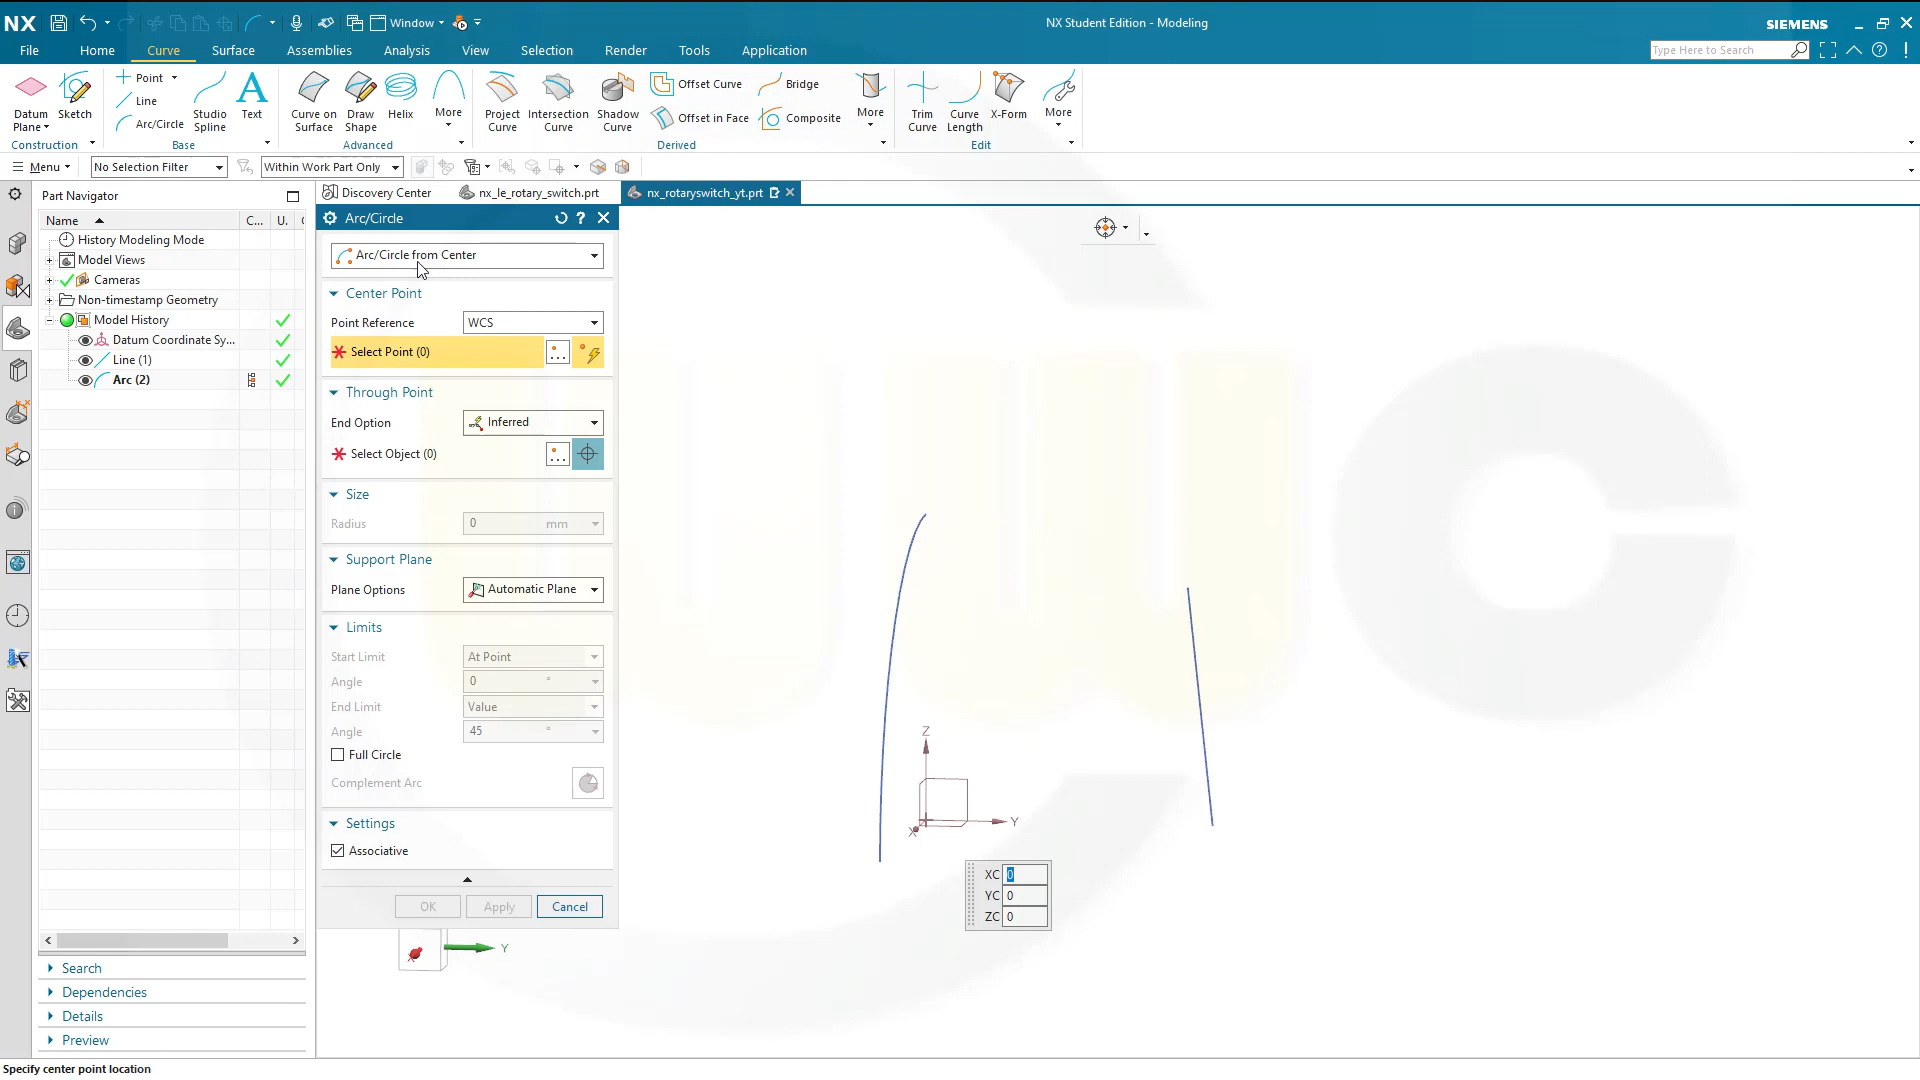 NX
Window
NX Student Edition - Modeling
SIEMENS
File
Home
Curve
Surface
Assemblies
Analysis
View
Selection
Render
Tools
Application
Type Here to Search
Datum Plane
Sketch
Point
Line
Arc/Circle
Studio Spline
Text
Curve on Surface
Draw Shape
Helix
More
Project Curve
Intersection Curve
Shadow Curve
Offset Curve
Offset in Face
Bridge
Composite
More
Trim Curve
Curve Length
X-Form
More
Construction
Base
Advanced
Derived
Edit
Menu
No Selection Filter
Within Work Part Only
Part Navigator
Discovery Center
nx_le_rotary_switch.prt
nx_rotaryswitch_yt.prt
Name
C...
U.
History Modeling Mode
Model Views
Cameras
Non-timestamp Geometry
Model History
Datum Coordinate Sy...
Line (1)
Arc (2)
Search
Dependencies
Details
Preview
Arc/Circle
Arc/Circle from Center
Center Point
Point Reference
WCS
Select Point (0)
Through Point
End Option
Inferred
Select Object (0)
Size
Radius
0 mm
Support Plane
Plane Options
Automatic Plane
Limits
Start Limit
At Point
Angle
0 °
End Limit
Value
Angle
45 °
Full Circle
Complement Arc
Settings
Associative
OK
Apply
Cancel
Y
Z
Y
X
XC 0
YC 0
ZC 0
Specify center point location